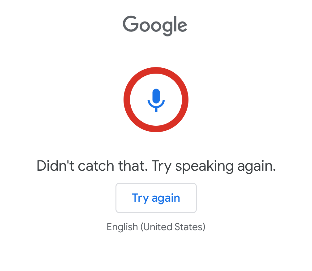 Google
Didn't catch that. Try speaking again.
Try again
English (United States)